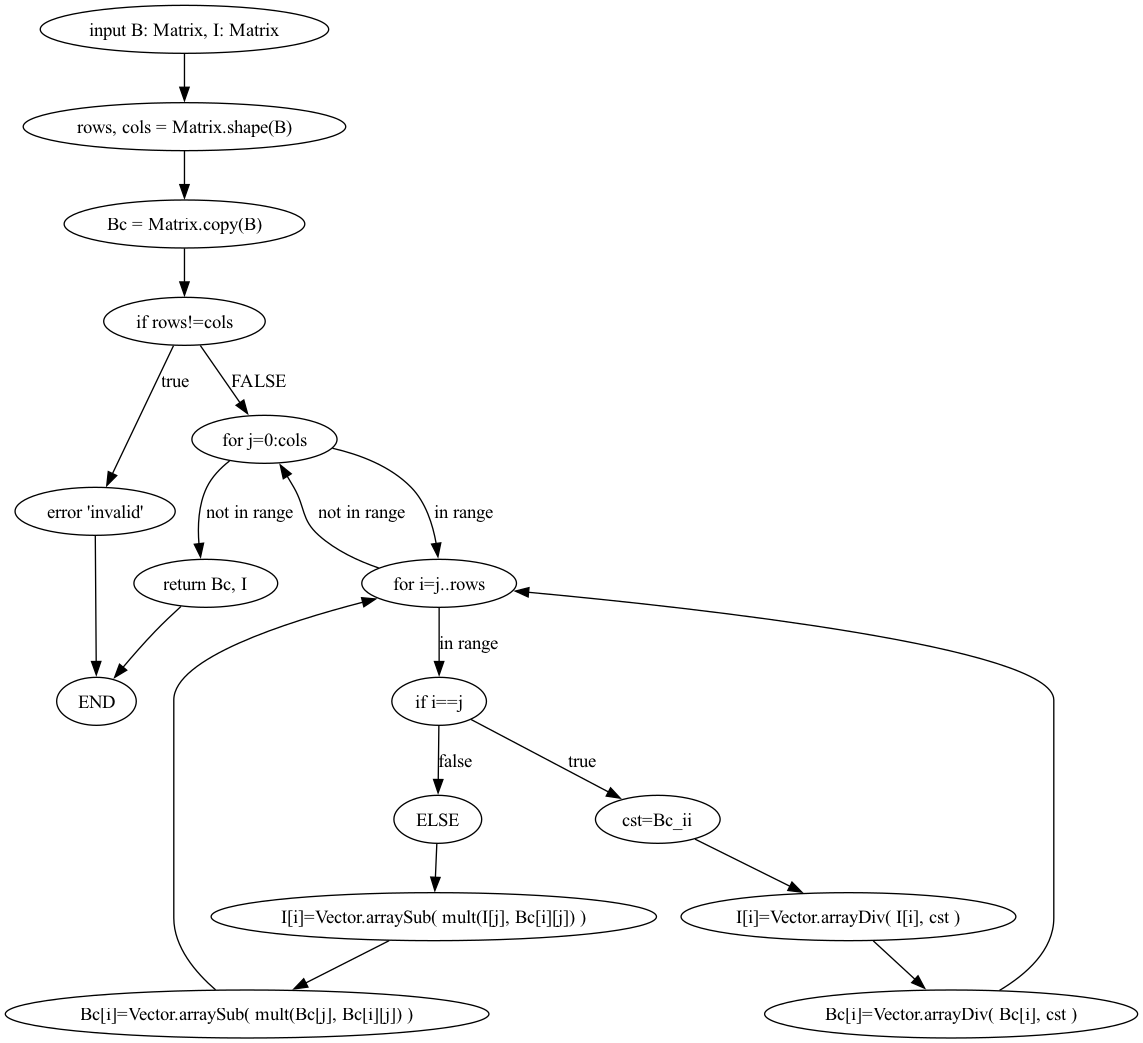 input B: Matrix, I: Matrix
rows, cols = Matrix.shape(B)
Bc = Matrix.copy(B)
if rows!=cols
true
FALSE
for j=0:cols
error 'invalid'
not in range
not in range
in range
return Bc, I
for i=j..rows
in range
END
if i==j
false
true
ELSE
cst=Bc_ii
I[i]=Vector.arraySub( mult(I[j], Bc[i][j]) )
I[i]=Vector.arrayDiv( I[i], cst )
Bc[i]=Vector.arraySub( mult(Bc[j], Bc[i][j]) )
Bc[i]=Vector.arrayDiv( Bc[i], cst )